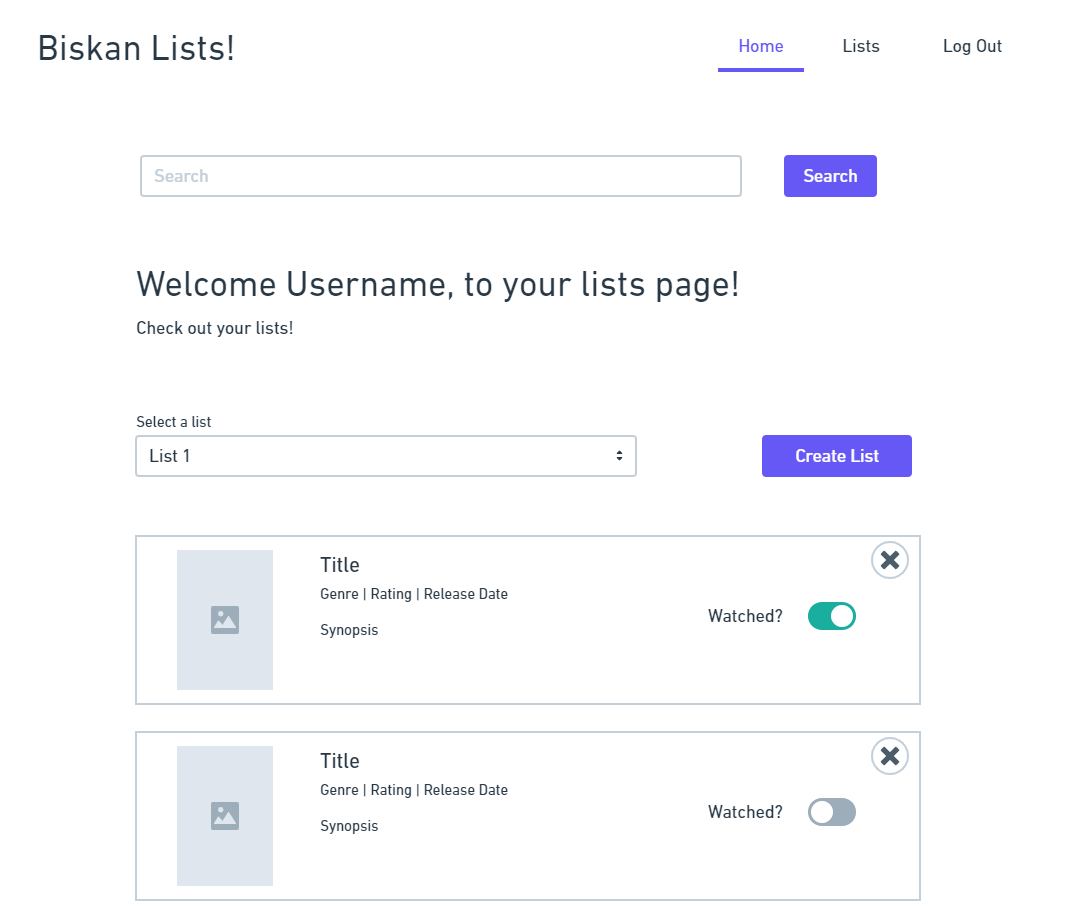 Biskan Lists!
Home Lists Log Out
Search Search
Welcome Username, to your lists page!
Check out your lists!
Select a list
List 1 Create List
Title
Genre | Rating | Release Date
Watched?
Synopsis
Title
Genre | Rating | Release Date
Watched?
Synopsis